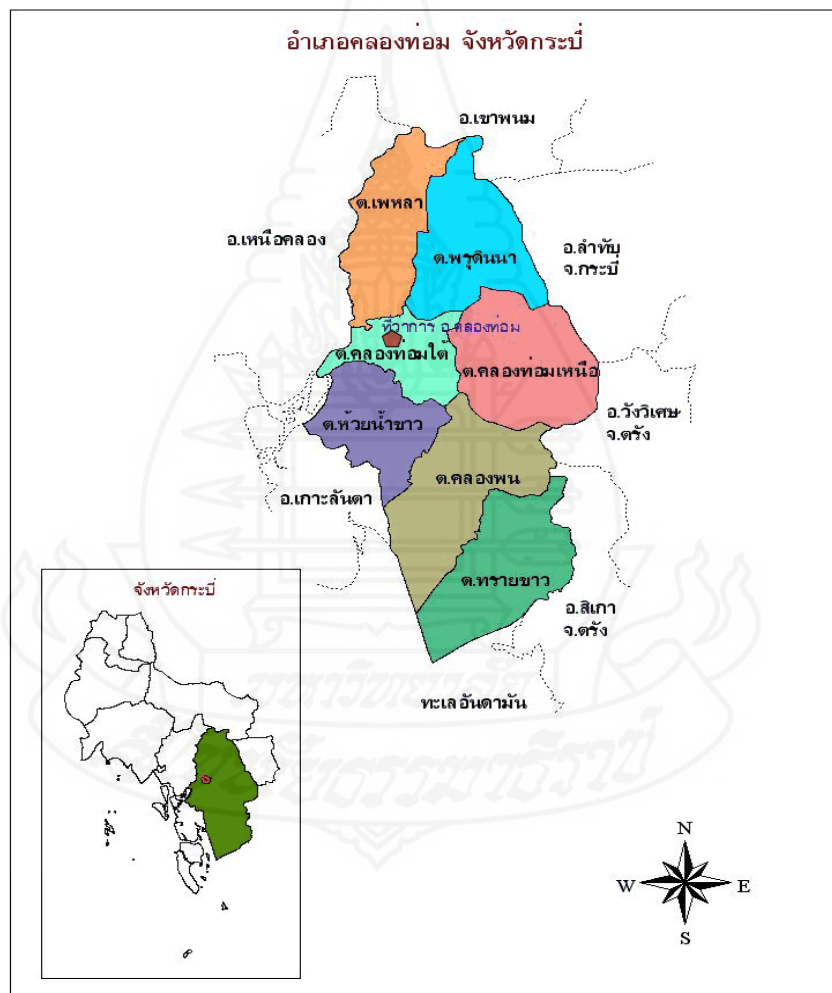 อำเภอคลองท่อม จังหวัดกระบี่
อ.เขาพนม
ต.เพหลา
อ.เหนือคลอง
ต.พรุดินนา
อ.ลำทับ
จ.กระบี่
ที่ว่าการ อ.คลองท่อม
ต.คลองท่อมใต้
ต.คลองท่อมเหนือ
อ.วังวิเศษ
จ.ตรัง
ต.ห้วยน้ำขาว
ต.คลองพน
อ.เกาะลันตา
ต.ทรายขาว
อ.สิเกา
จ.ตรัง
ทะเลอันดามัน
จังหวัดกระบี่
N
W
E
S